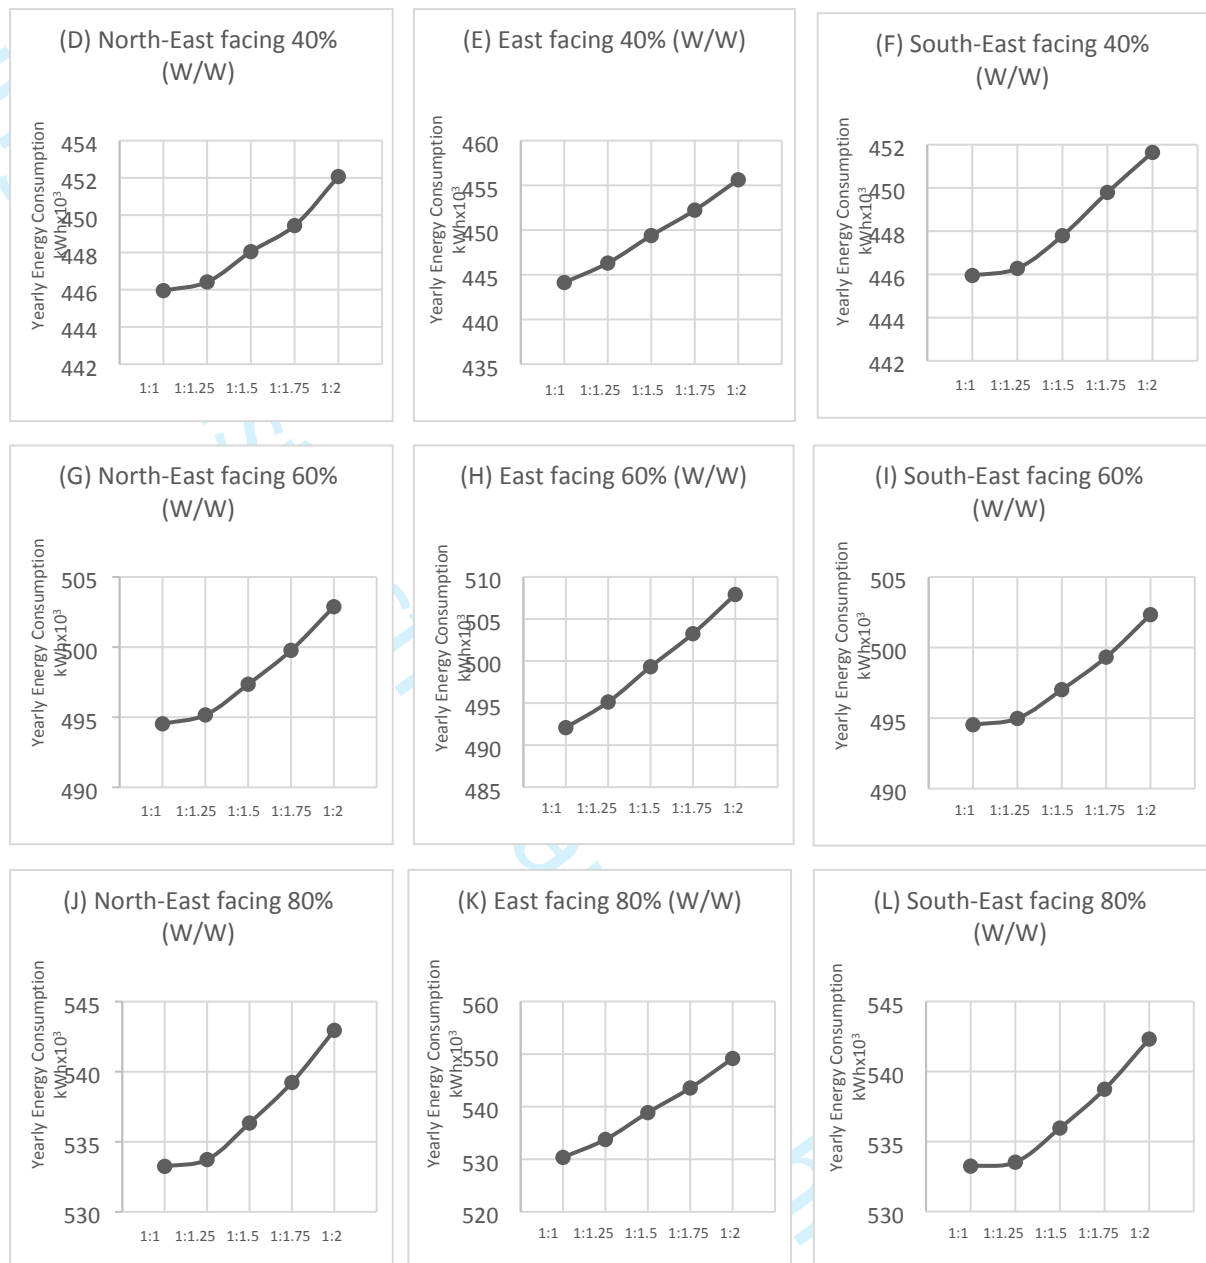 (D) North-East facing 40%
(W/W)
Yearly Energy Consumption
kWhx10³
454
452
450
448
446
444
442
1:1 1:1.25 1:1.5 1:1.75 1:2
(E) East facing 40% (W/W)
Yearly Energy Consumption
kWhx10³
460
455
450
445
440
435
1:1 1:1.25 1:1.5 1:1.75 1:2
(F) South-East facing 40%
(W/W)
Yearly Energy Consumption
kWhx10³
452
450
448
446
444
442
1:1 1:1.25 1:1.5 1:1.75 1:2
(G) North-East facing 60%
(W/W)
Yearly Energy Consumption
kWhx10³
505
500
495
490
1:1 1:1.25 1:1.5 1:1.75 1:2
(H) East facing 60% (W/W)
Yearly Energy Consumption
kWhx10³
510
505
500
495
490
485
1:1 1:1.25 1:1.5 1:1.75 1:2
(I) South-East facing 60%
(W/W)
Yearly Energy Consumption
kWhx10³
505
500
495
490
1:1 1:1.25 1:1.5 1:1.75 1:2
(J) North-East facing 80%
(W/W)
Yearly Energy Consumption
kWhx10³
545
540
535
530
1:1 1:1.25 1:1.5 1:1.75 1:2
(K) East facing 80% (W/W)
Yearly Energy Consumption
kWhx10³
560
550
540
530
520
1:1 1:1.25 1:1.5 1:1.75 1:2
(L) South-East facing 80%
(W/W)
Yearly Energy Consumption
kWhx10³
545
540
535
530
1:1 1:1.25 1:1.5 1:1.75 1:2